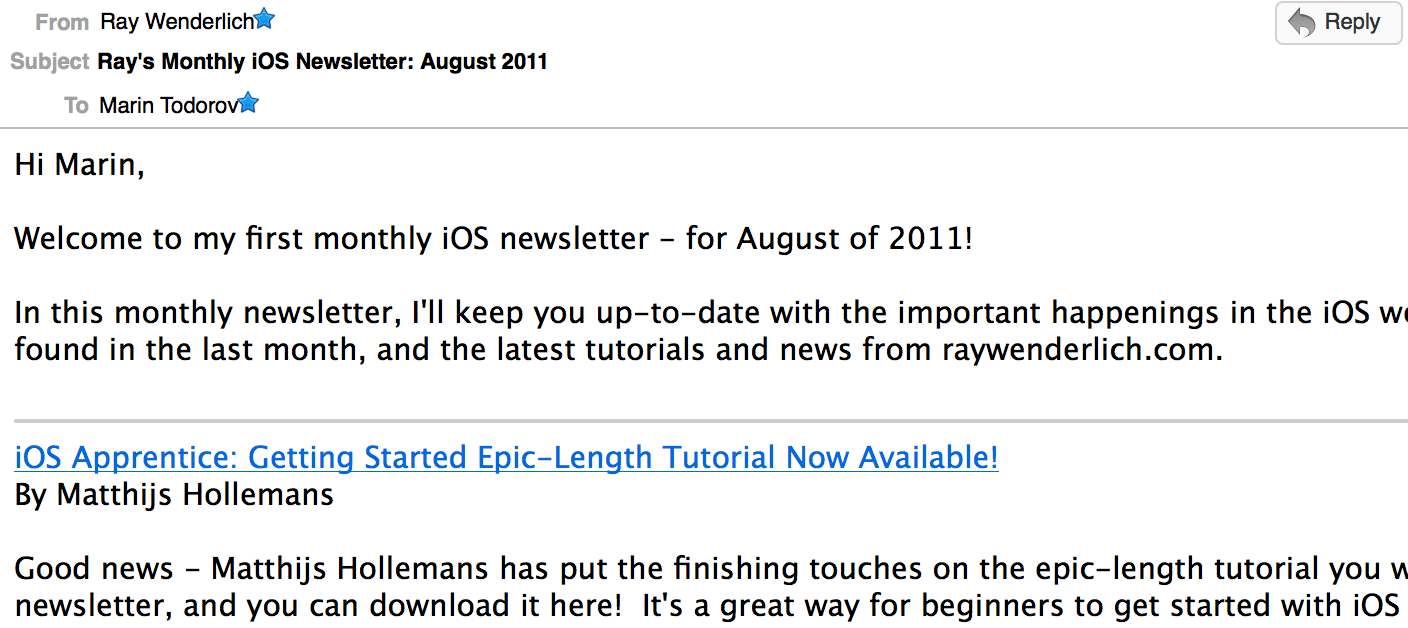 From Ray Wenderlich
Reply
Subject Ray's Monthly iOS Newsletter: August 2011
To Marin Todorov
Hi Marin,
Welcome to my first monthly iOS newsletter – for August of 2011!
In this monthly newsletter, I'll keep you up-to-date with the important happenings in the iOS
found in the last month, and the latest tutorials and news from raywenderlich.com.
iOS Apprentice: Getting Started Epic-Length Tutorial Now Available!
By Matthijs Hollemans
Good news – Matthijs Hollemans has put the finishing touches on the epic-length tutorial you
newsletter, and you can download it here!  It's a great way for beginners to get started with iOS